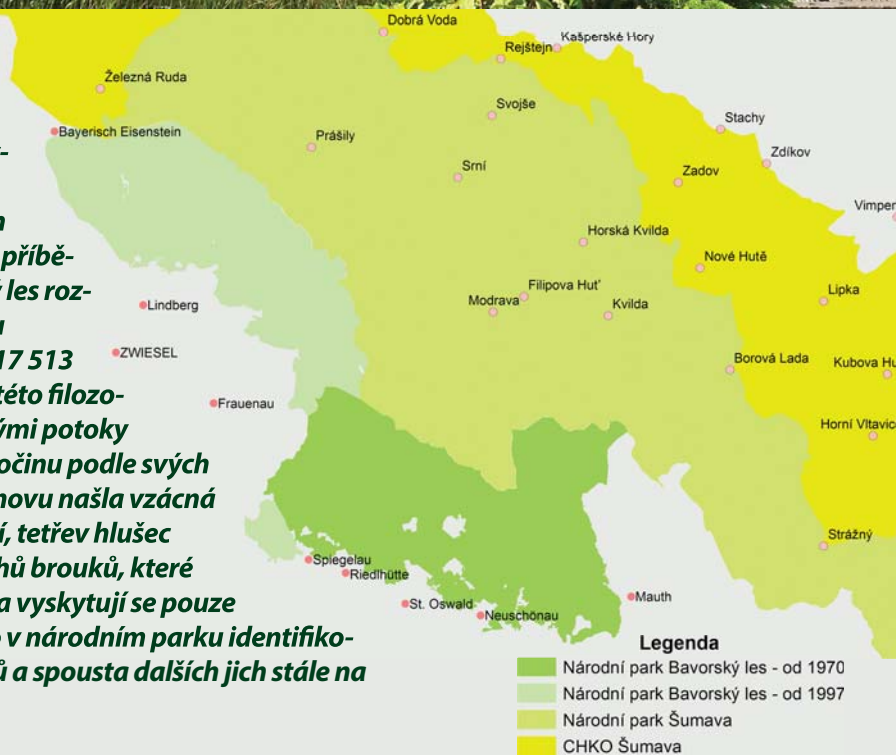 Dobrá Voda
Kašperské Hory
Rejštejn
Železná Ruda
Svojše
Stachy
Bayerisch Eisenstein
Prášily
Zdíkov
Srní
Zadov
Horská Kvilda
Nové Hutě
Filipova Hut'
Lipka
Lindberg
Modrava
Kvilda
ZWIESEL
Borová Lada
Frauenau
Strážný
Spiegelau
Riedlhütte
St. Oswald
Mauth
Neuschönau
příbě-
les roz-
17 513
této filozo-
ými potoky
očinu podle svých
novu našla vzácná
í, tetřev hlušec
hů brouků, které
a vyskytují se pouze
v národním parku identifiko-
ů a spousta dalších jich stále na
Legenda
Národní park Bavorský les - od 1970
Národní park Bavorský les - od 1997
Národní park Šumava
CHKO Šumava